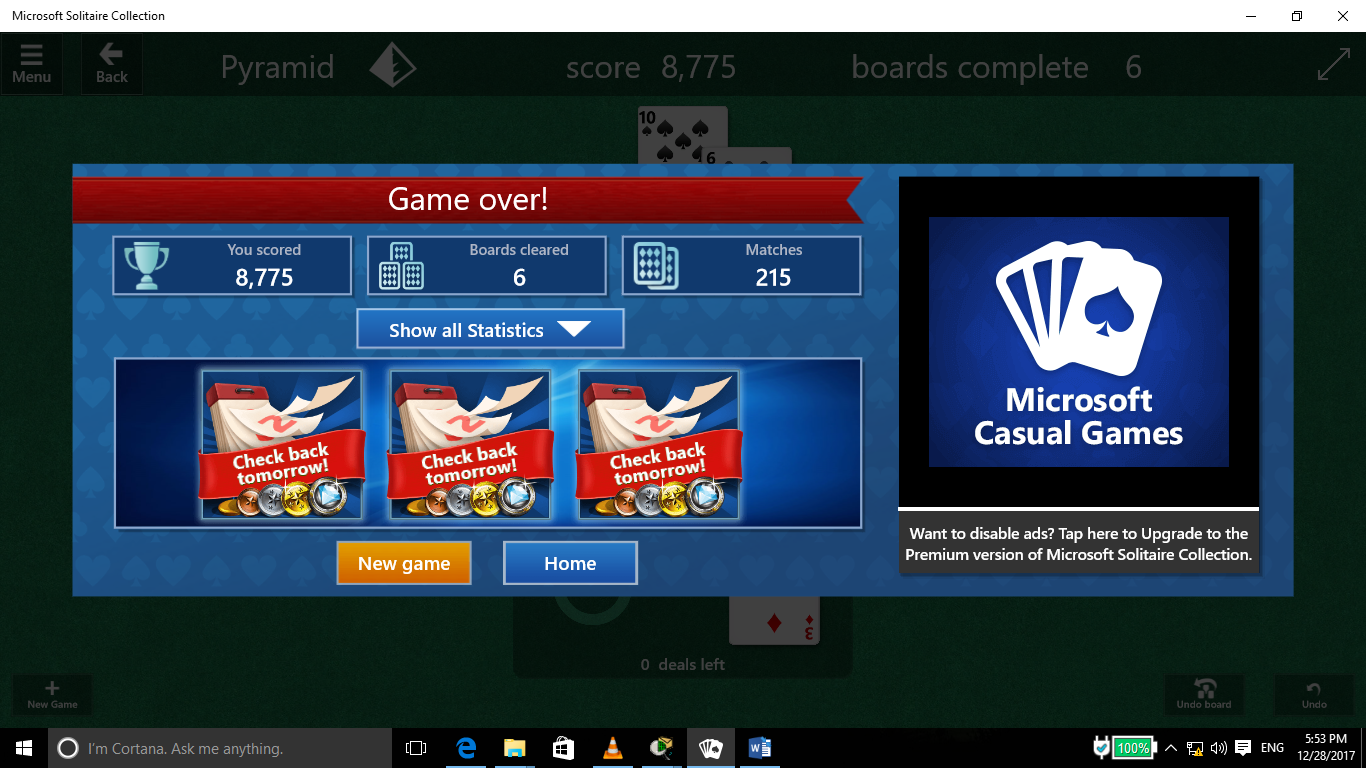 Microsoft Solitaire Collection
Menu
Back
Pyramid
score 8,775
boards complete 6
10
6
Game over!
You scored
8,775
Boards cleared
6
Matches
215
Show all Statistics
Check back
tomorrow!
Check back
tomorrow!
Check back
tomorrow!
New game
Home
Microsoft
Casual Games
Want to disable ads? Tap here to Upgrade to the
Premium version of Microsoft Solitaire Collection.
3
0 deals left
New Game
Undo board
Undo
I'm Cortana. Ask me anything.
100%
ENG
5:53 PM
12/28/2017